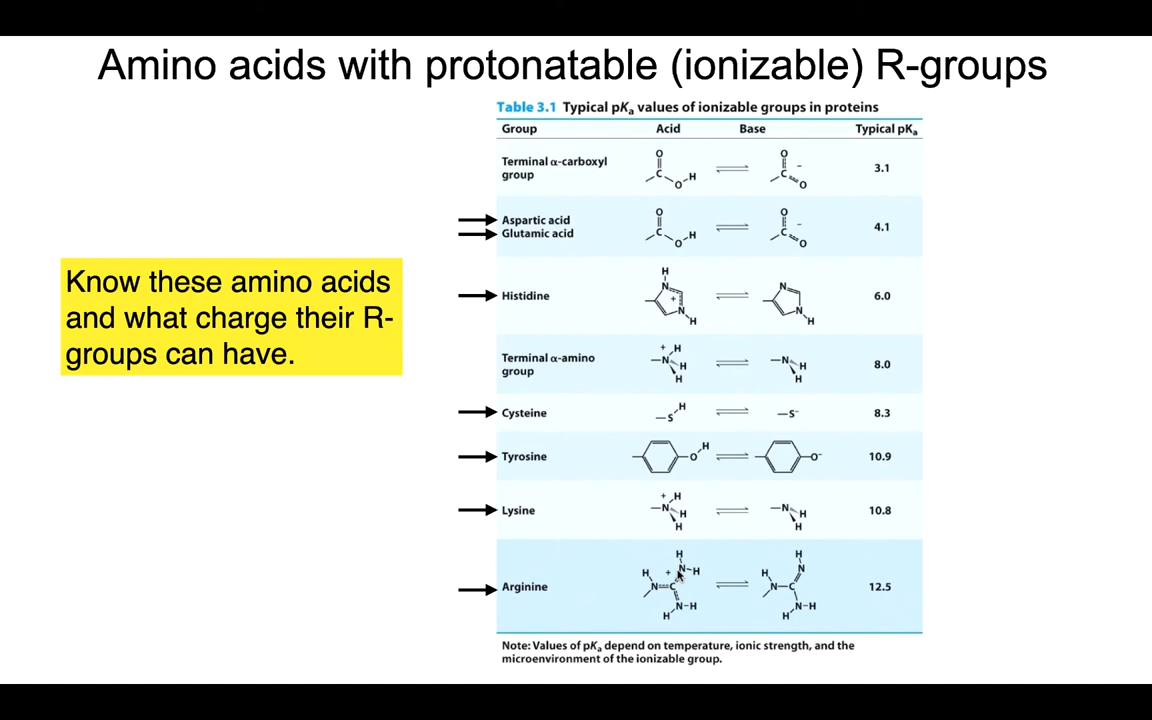 Amino acids with protonatable (ionizable) R-groups
Table 3.1 Typical pKa values of ionizable groups in proteins
Group Acid Base Typical pKa
Terminal α-carboxyl
group
O C O H
O C O –
3.1
Aspartic acid
Glutamic acid
O C O H
O C O –
4.1
Know these amino acids
and what charge their R-
groups can have.
Histidine
H N + N H
N N H
6.0
Terminal α-amino
group
+ H –N H H
–N H H
8.0
Cysteine
H –S
–S–
8.3
Tyrosine
O H
O–
10.9
Lysine
+ H –N H H
–N H H
10.8
Arginine
H H + N–H N C N–H H
H H N N–C N–H H
12.5
Note: Values of pKa depend on temperature, ionic strength, and the
microenvironment of the ionizable group.